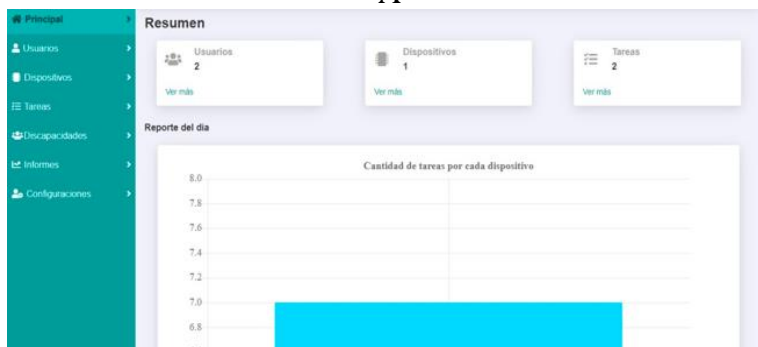 Principal
Usuarios
Dispositivos
Tareas
Discapacidades
Informes
Configuraciones
Resumen
Usuarios
2
Ver más
Dispositivos
1
Ver más
Tareas
2
Ver más
Reporte del dia
Cantidad de tareas por cada dispositivo
8.0
7.8
7.6
7.4
7.2
7.0
6.8